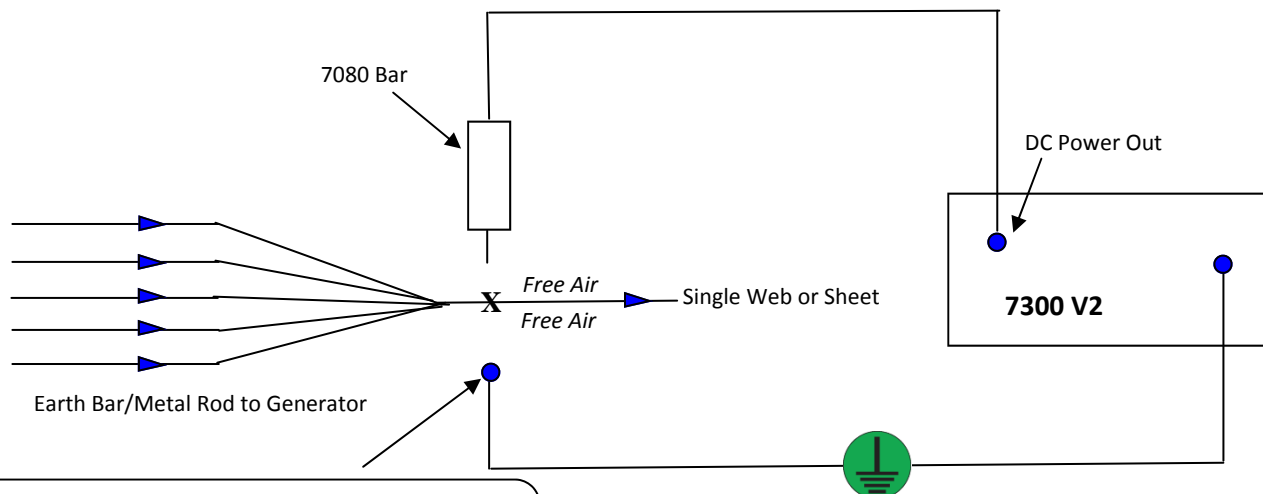 7080 Bar
DC Power Out
Free Air
X
Single Web or Sheet
Free Air
7300 V2
Earth Bar/Metal Rod to Generator